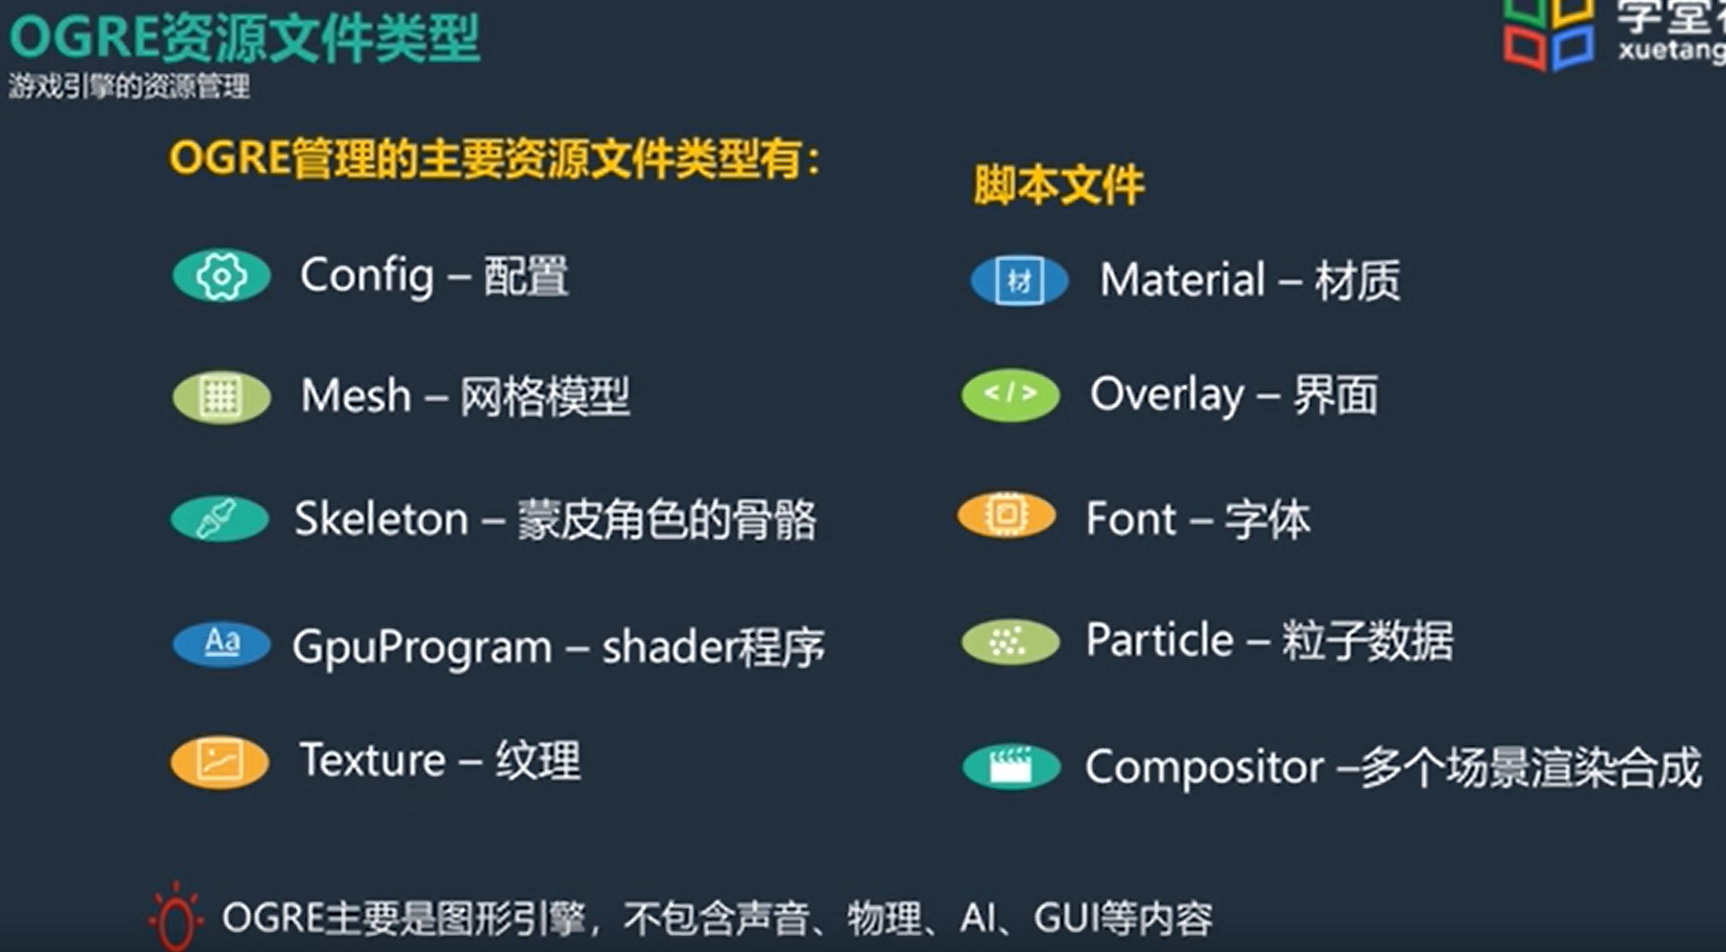 OGRE资源文件类型
游戏引擎的资源管理
学堂
xuetang
OGRE管理的主要资源文件类型有：
Config – 配置
Mesh – 网格模型
Skeleton – 蒙皮角色的骨骼
Aa
GpuProgram – shader程序
Texture – 纹理
脚本文件
材
Material – 材质
</>
Overlay – 界面
Font – 字体
Particle – 粒子数据
Compositor –多个场景渲染合成
OGRE主要是图形引擎，不包含声音、物理、AI、GUI等内容